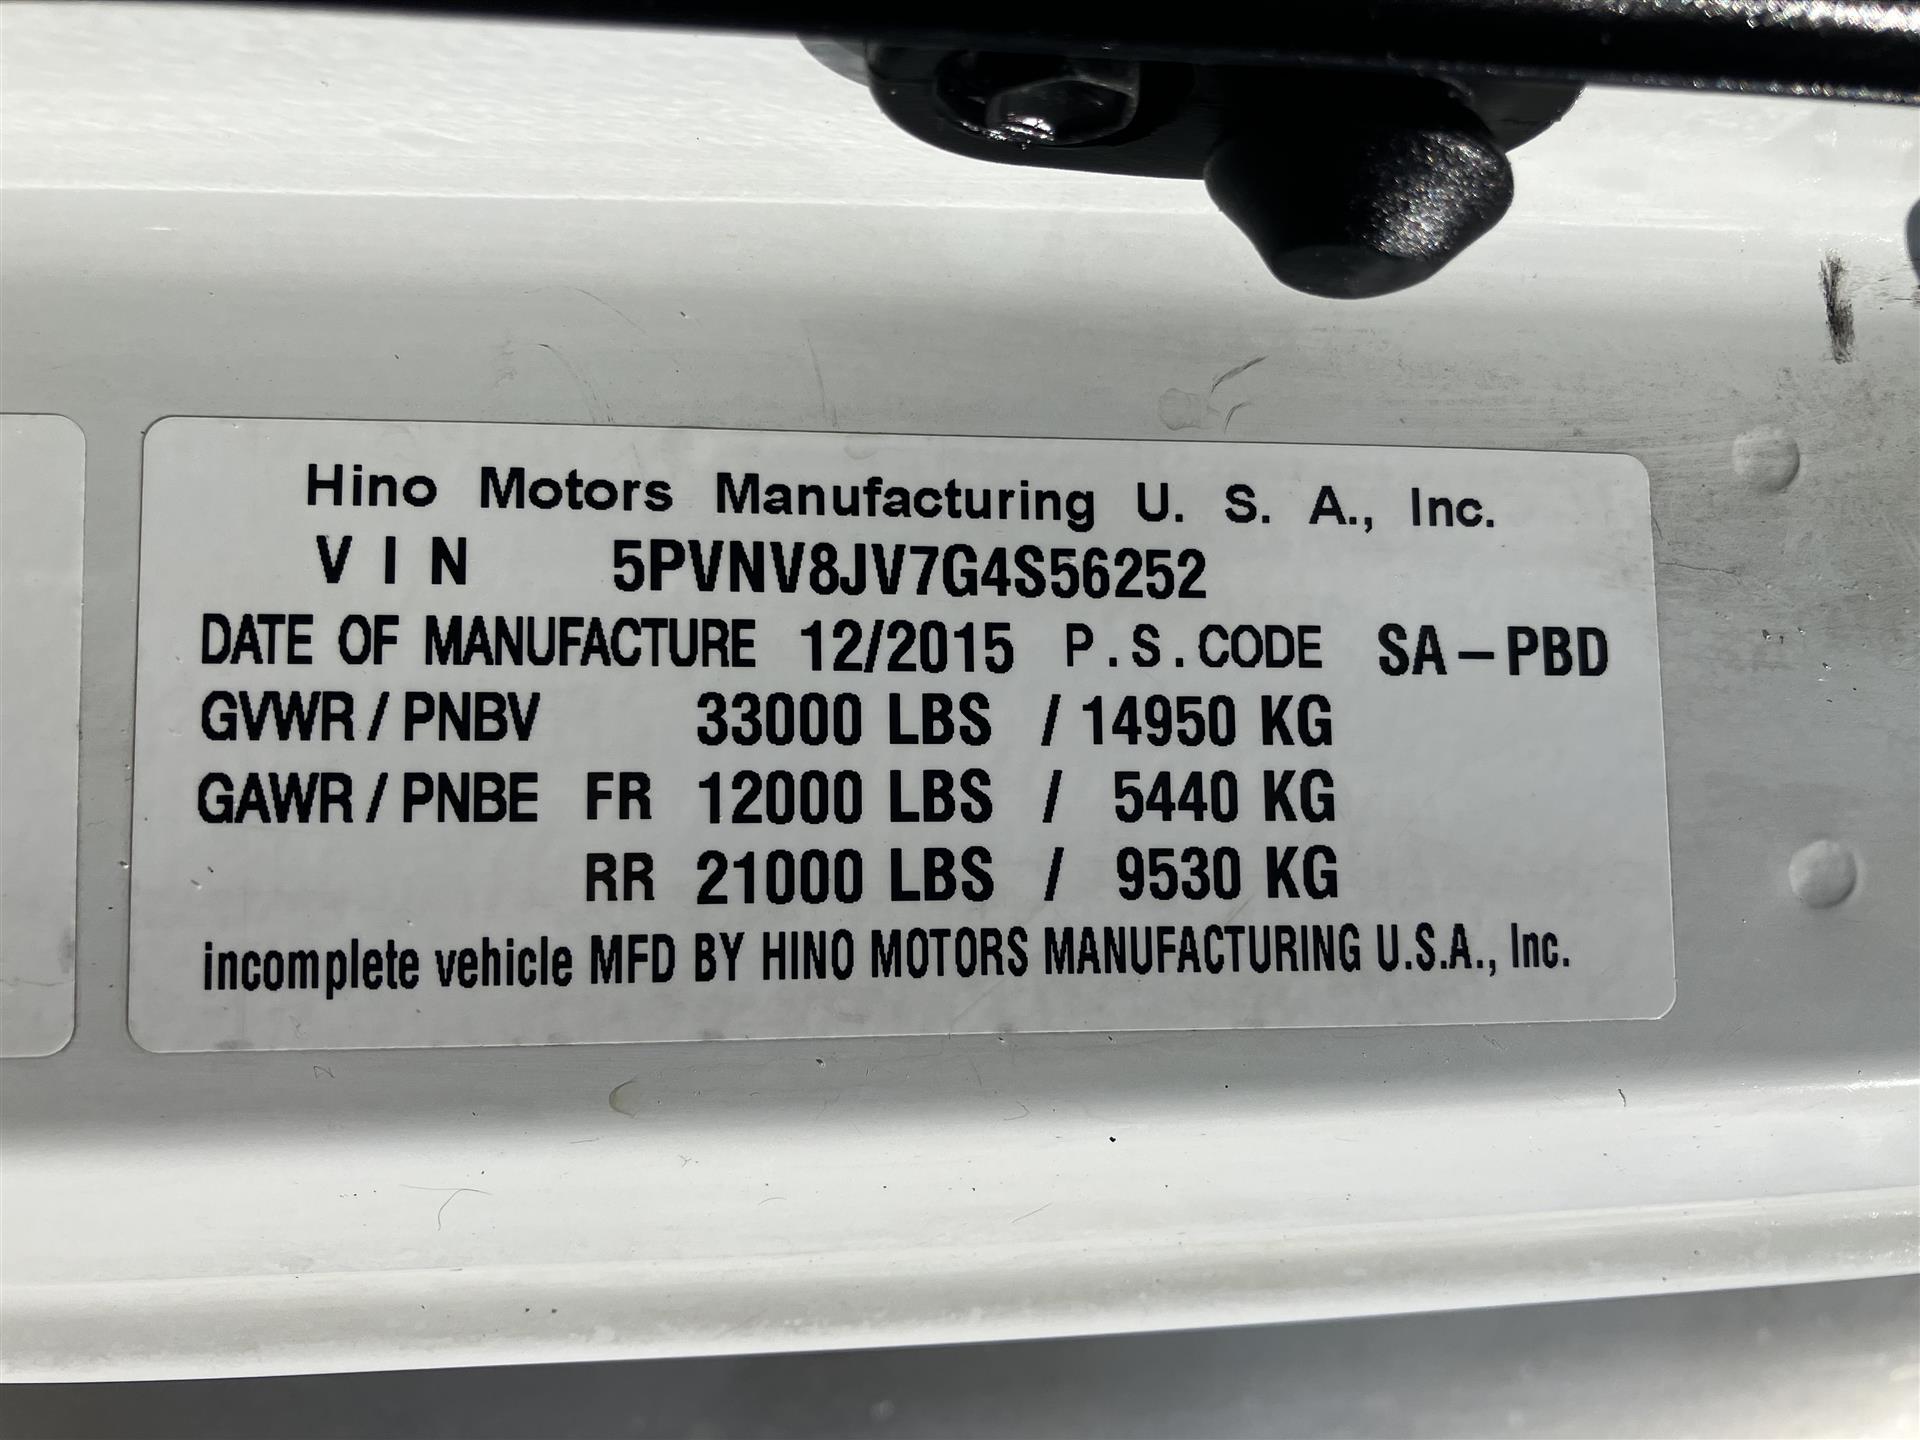 Hino Motors Manufacturing U. S. A., Inc.
VIN 5PVNV8JV7G4S56252
DATE OF MANUFACTURE 12/2015 P.S.CODE SA-PBD
GVWR/PNBV 33000 LBS / 14950 KG
GAWR/PNBE FR 12000 LBS / 5440 KG
RR 21000 LBS / 9530 KG
incomplete vehicle MFD BY HINO MOTORS MANUFACTURING U.S.A., Inc.